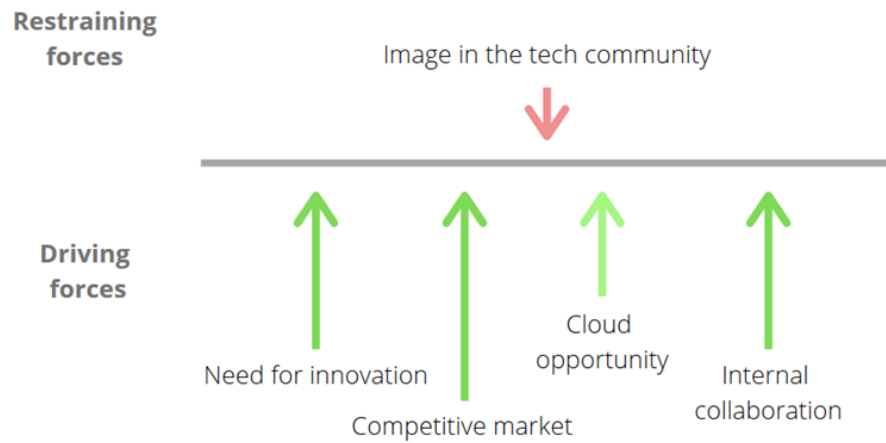 Restraining
forces
Image in the tech community
Driving
forces
Need for innovation
Competitive market
Cloud
opportunity
Internal
collaboration